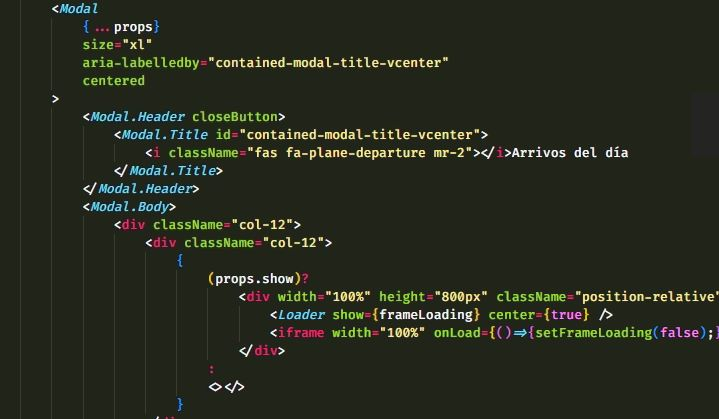 <Modal
{...props}
size="xl"
aria-labelledby="contained-modal-title-vcenter"
centered
>
<Modal.Header closeButton>
<Modal.Title id="contained-modal-title-vcenter">
<i className="fas fa-plane-departure mr-2"></i>Arrivos del día
</Modal.Title>
</Modal.Header>
<Modal.Body>
<div className="col-12">
<div className="col-12">
{
(props.show)?
<div width="100%" height="800px" className="position-relative"
<Loader show={frameLoading} center={true} />
<iframe width="100%" onLoad={()=>{setFrameLoading(false);}
</div>
:
<></>
}